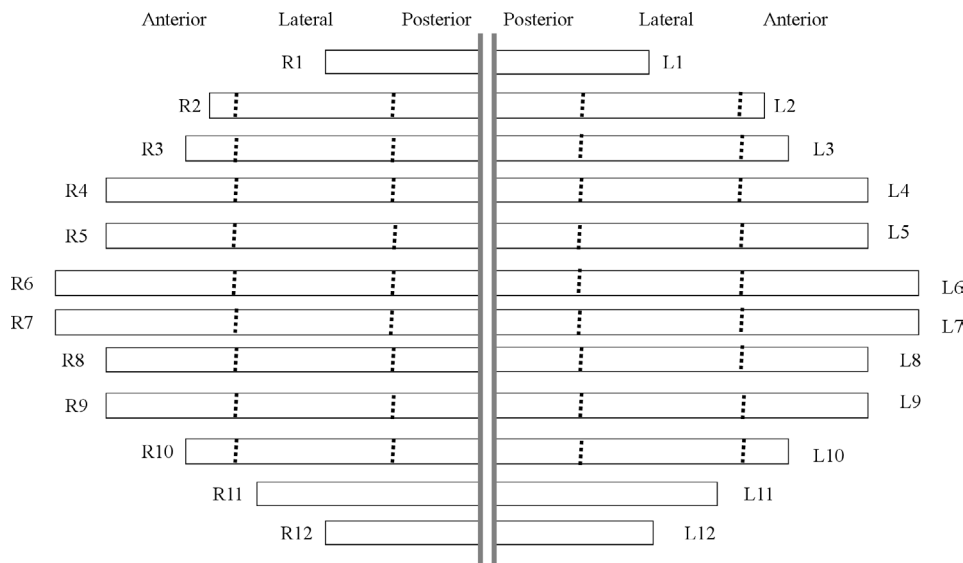 Anterior Lateral Posterior Posterior Lateral Anterior
R1 L1
R2 L2
R3 L3
R4 L4
R5 L5
R6 L6
R7 L7
R8 L8
R9 L9
R10 L10
R11 L11
R12 L12